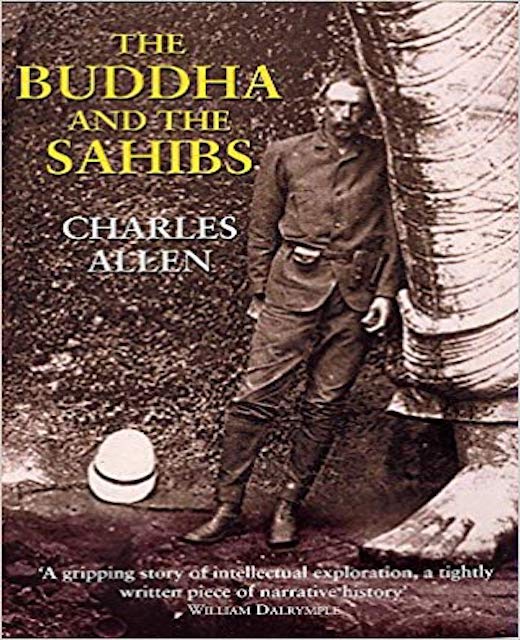 THE
BUDDHA
AND THE
SAHIBS
CHARLES
ALLEN
'A gripping story of intellectual exploration, a tightly
written piece of narrative history'
WILLIAM DALRYMPLE